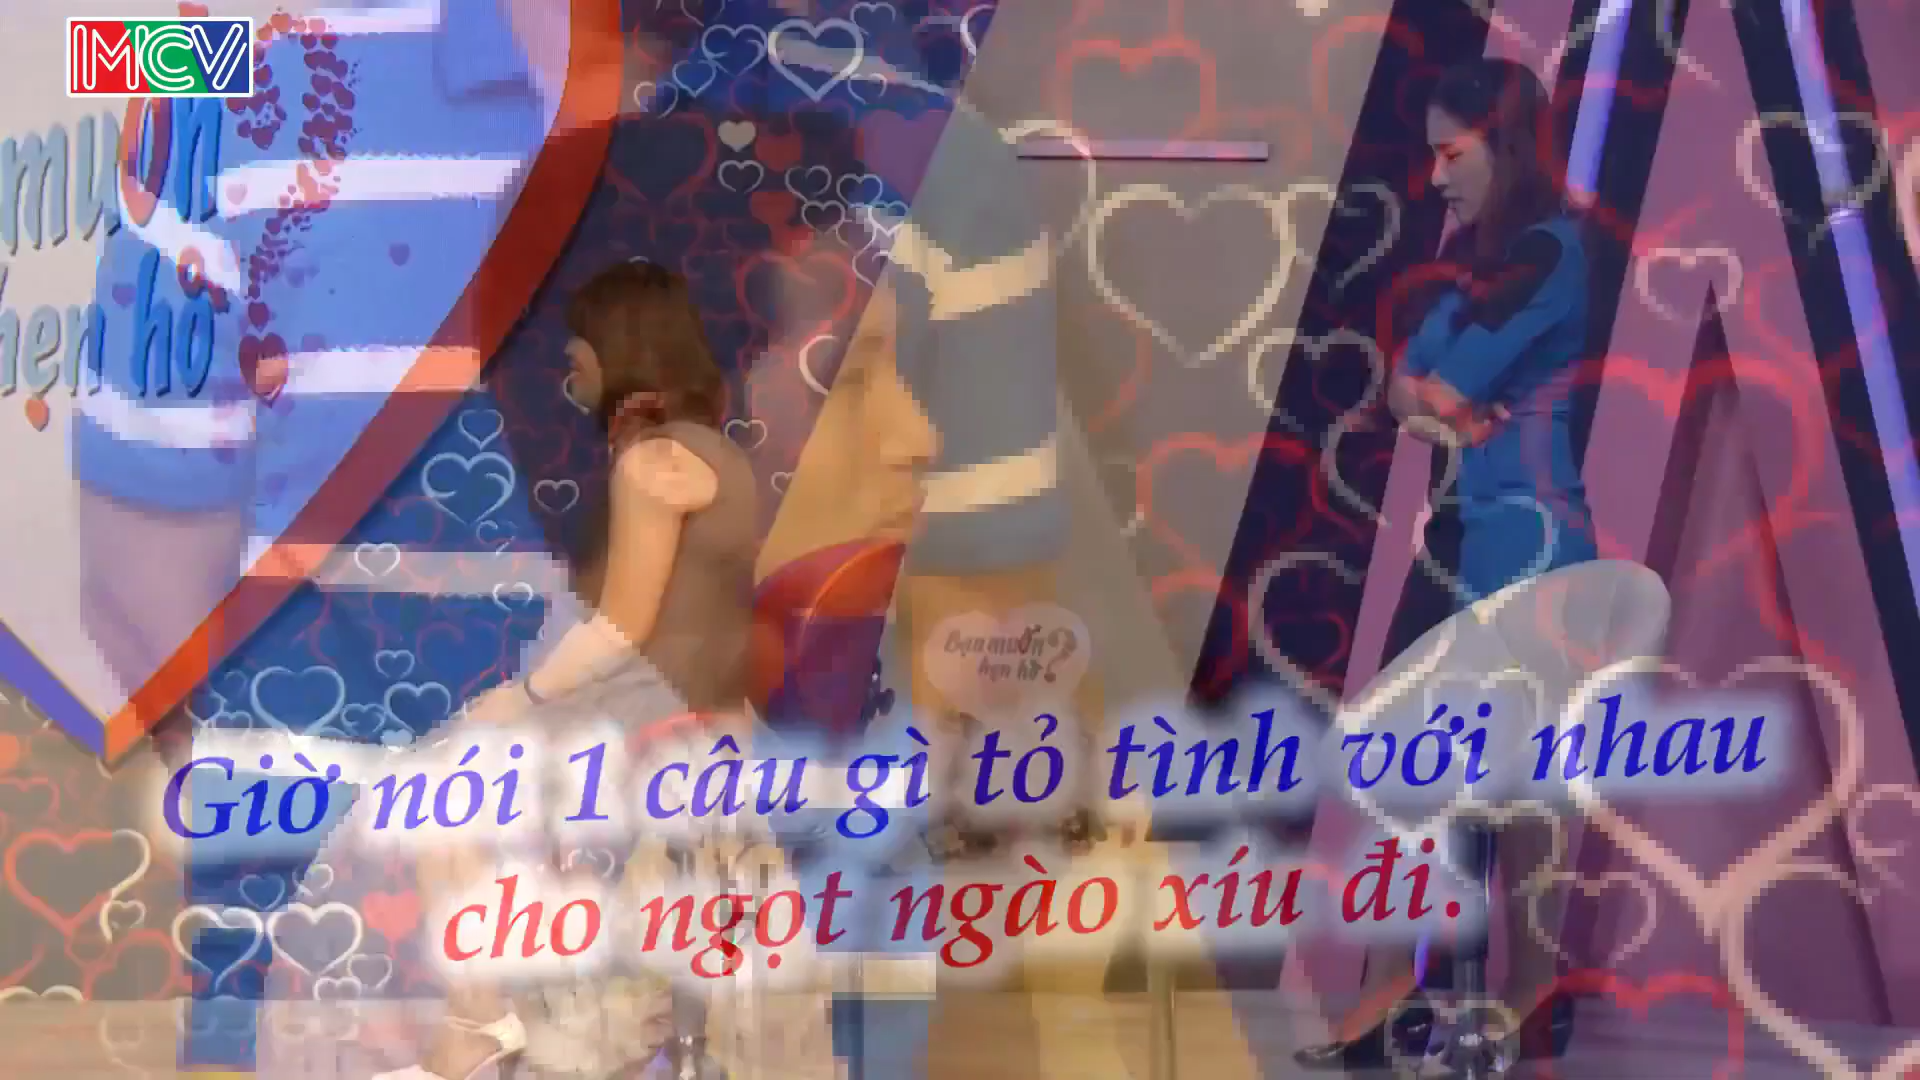 MCV
muốn
hẹn hò
Bạn muốn
hẹn hò?
Giờ nói 1 câu gì tỏ tình với nhau
cho ngọt ngào xíu đi.